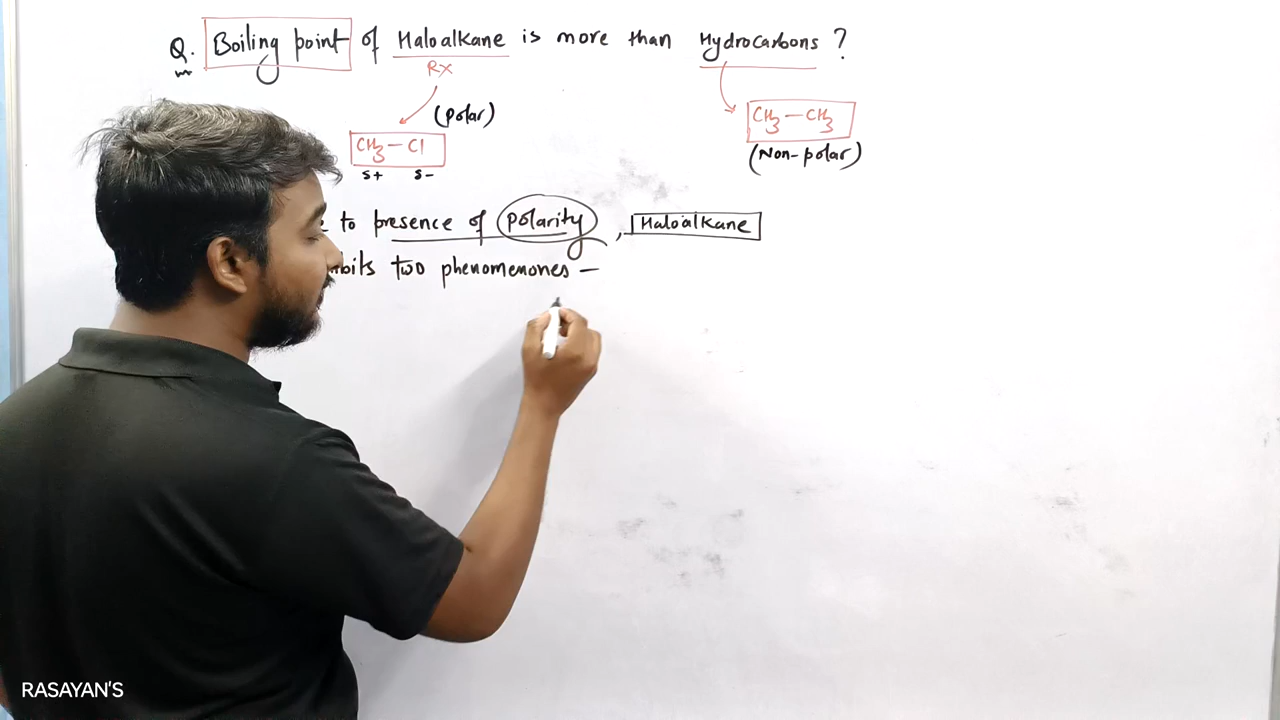 Q. Boiling point of Haloalkane is more than Hydrocarbons ?
RX
(Polar)
CH3 – Cl
δ+ δ–
CH3 – CH3
(Non-polar)
to presence of Polarity , Haloalkane
two phenomenones –
RASAYAN'S